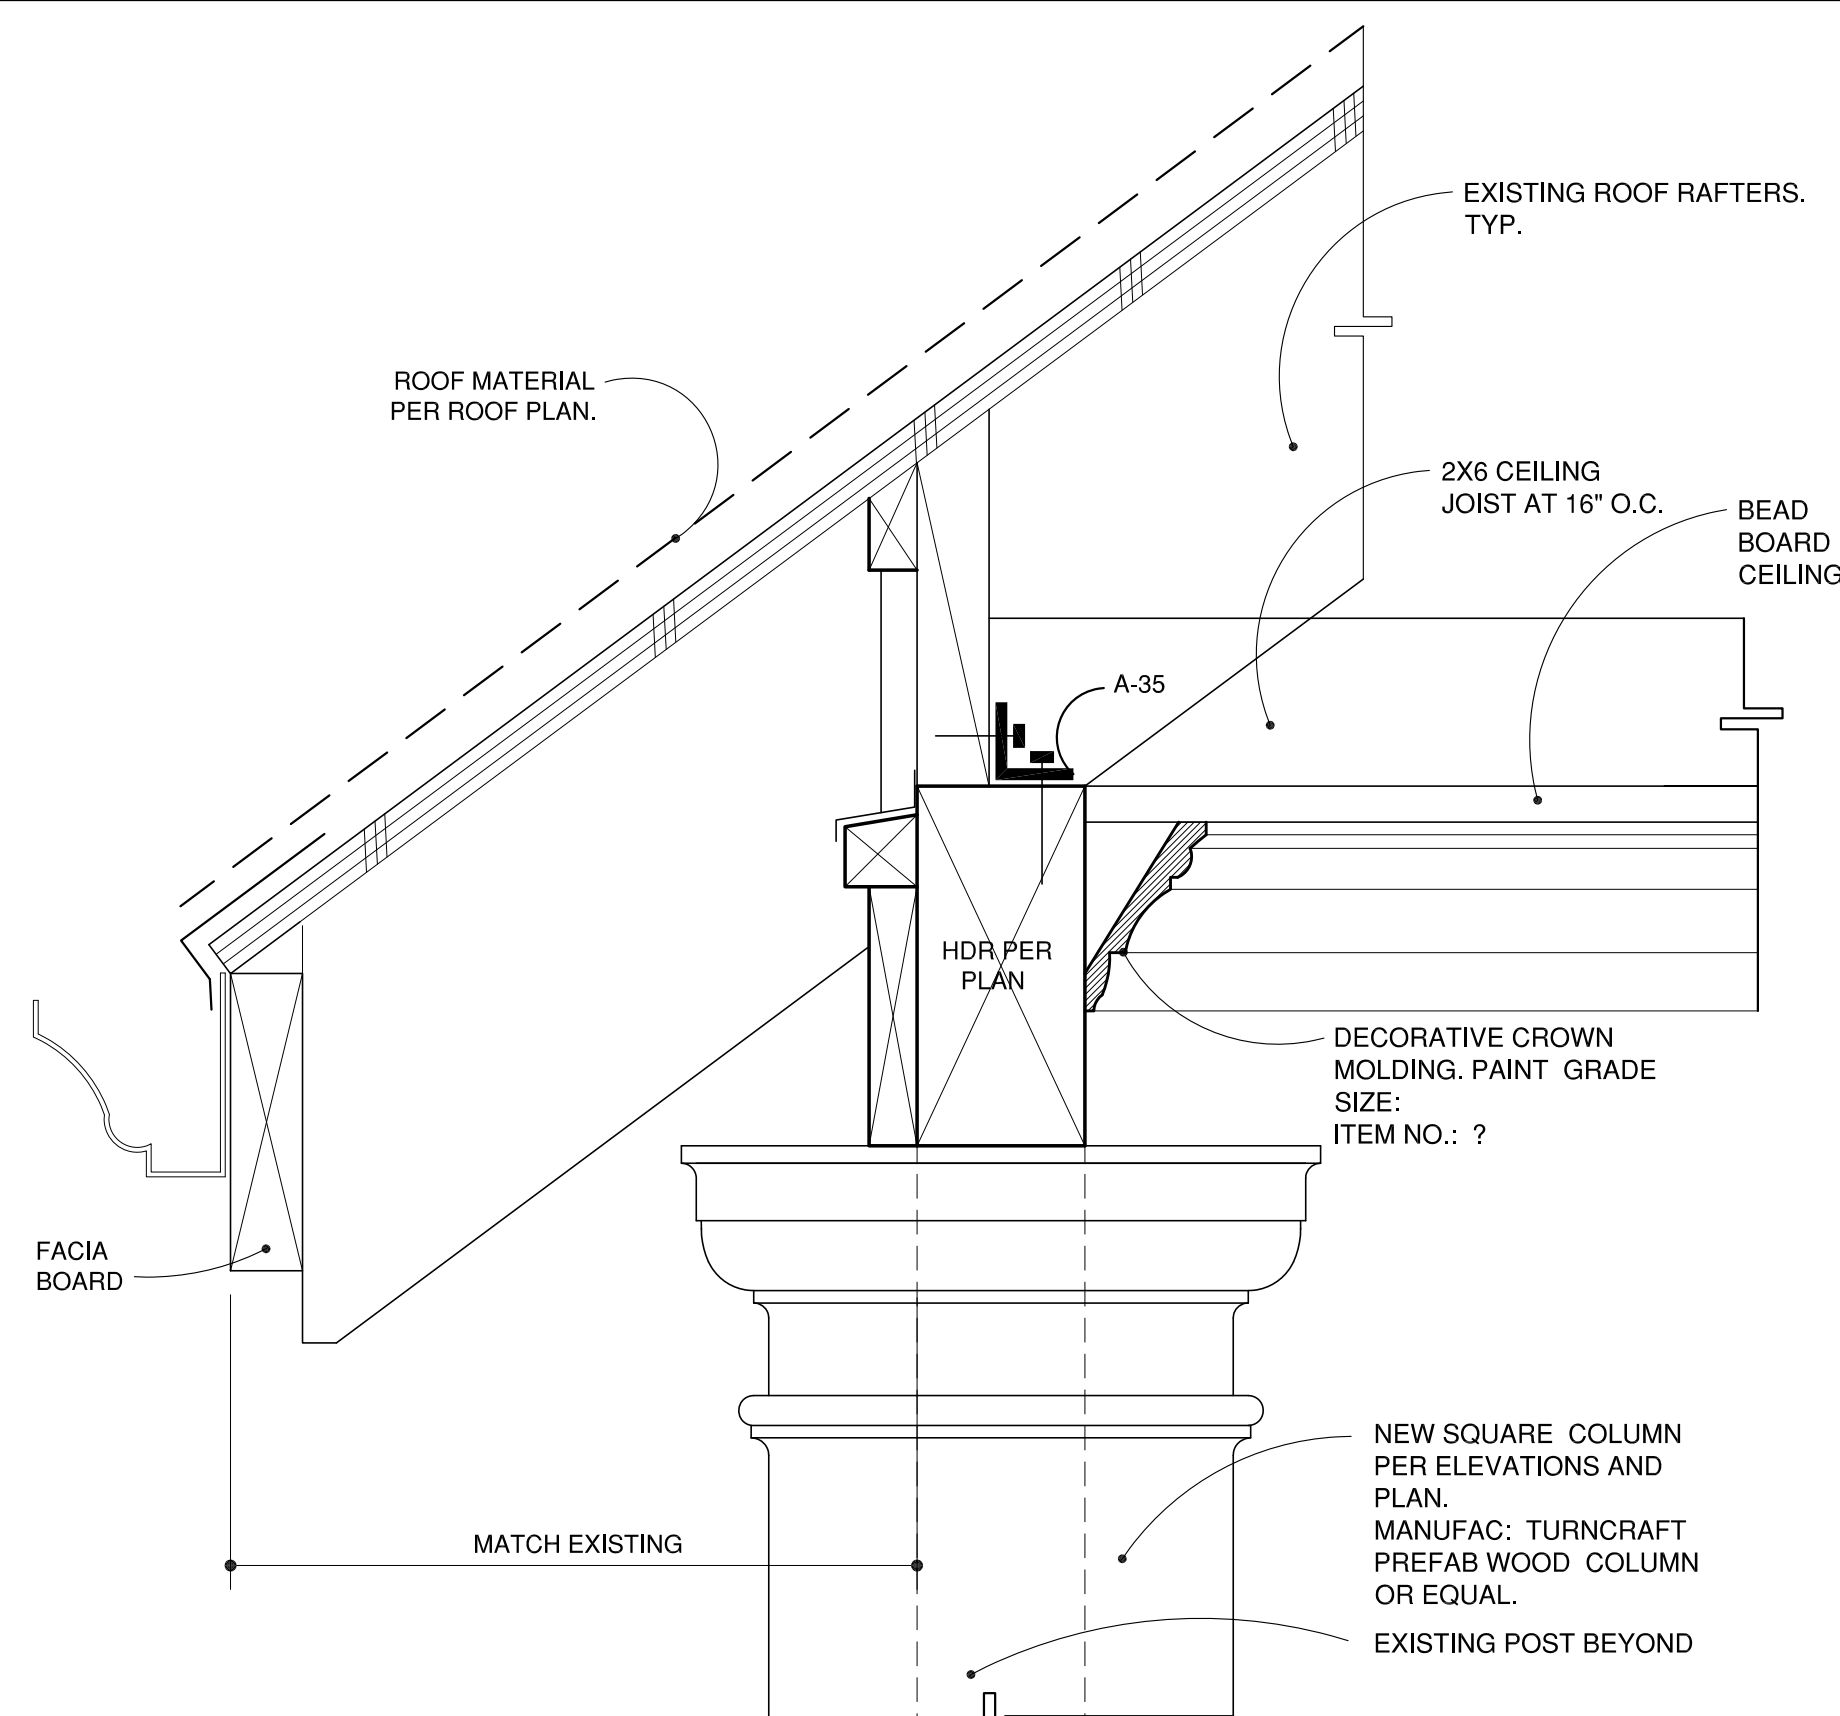 EXISTING ROOF RAFTERS.
TYP.
ROOF MATERIAL
PER ROOF PLAN.
2X6 CEILING
JOIST AT 16" O.C.
BEAD
BOARD
CEILING
A-35
HDR PER
PLAN
DECORATIVE CROWN
MOLDING. PAINT GRADE
SIZE:
ITEM NO.: ?
FACIA
BOARD
NEW SQUARE COLUMN
PER ELEVATIONS AND
PLAN.
MANUFAC: TURNCRAFT
PREFAB WOOD COLUMN
OR EQUAL.
MATCH EXISTING
EXISTING POST BEYOND